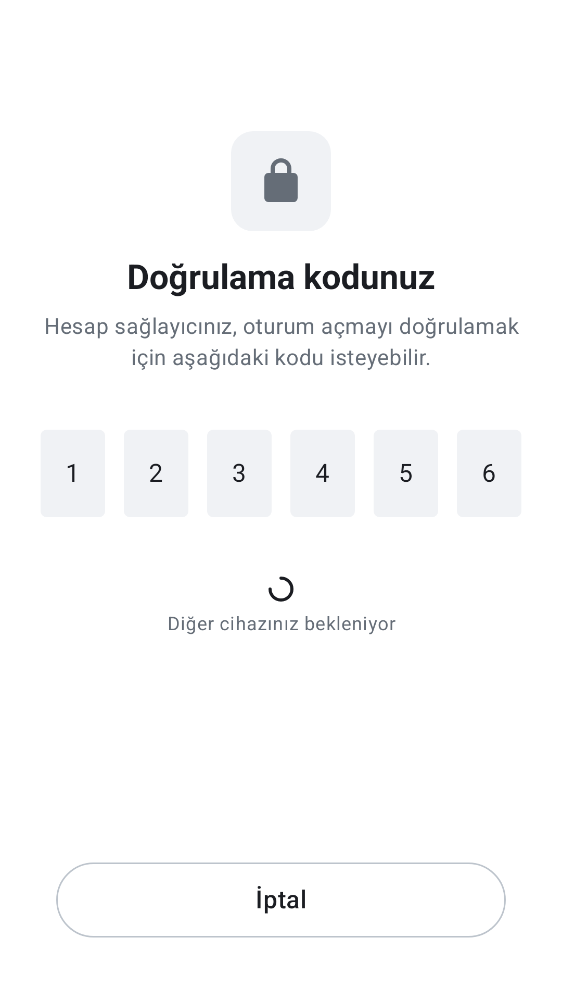 Doğrulama kodunuz
Hesap sağlayıcınız, oturum açmayı doğrulamak
için aşağıdaki kodu isteyebilir.
1 2 3 4 5 6
Diğer cihazınız bekleniyor
İptal